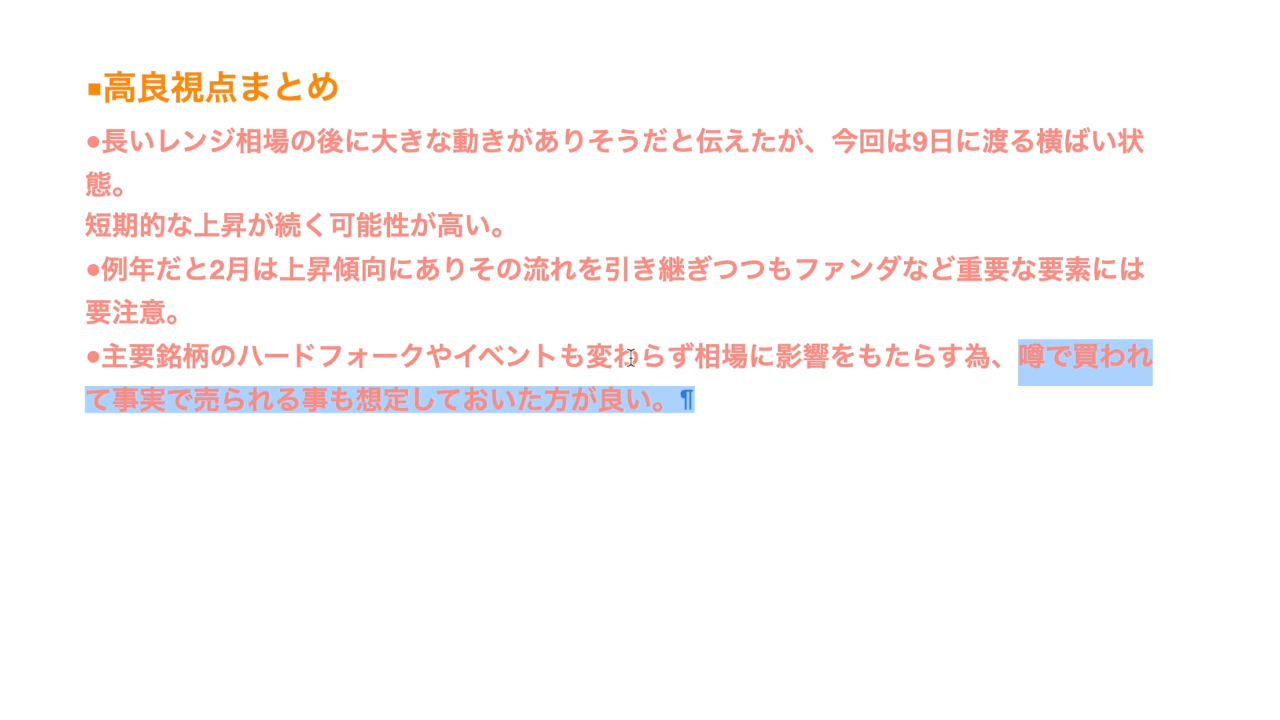 ▪高良視点まとめ
●長いレンジ相場の後に大きな動きがありそうだと伝えたが、今回は9日に渡る横ばい状
態。
短期的な上昇が続く可能性が高い。
●例年だと2月は上昇傾向にありその流れを引き継ぎつつもファンダなど重要な要素には
要注意。
●主要銘柄のハードフォークやイベントも変わらず相場に影響をもたらす為、噂で買われ
て事実で売られる事も想定しておいた方が良い。¶